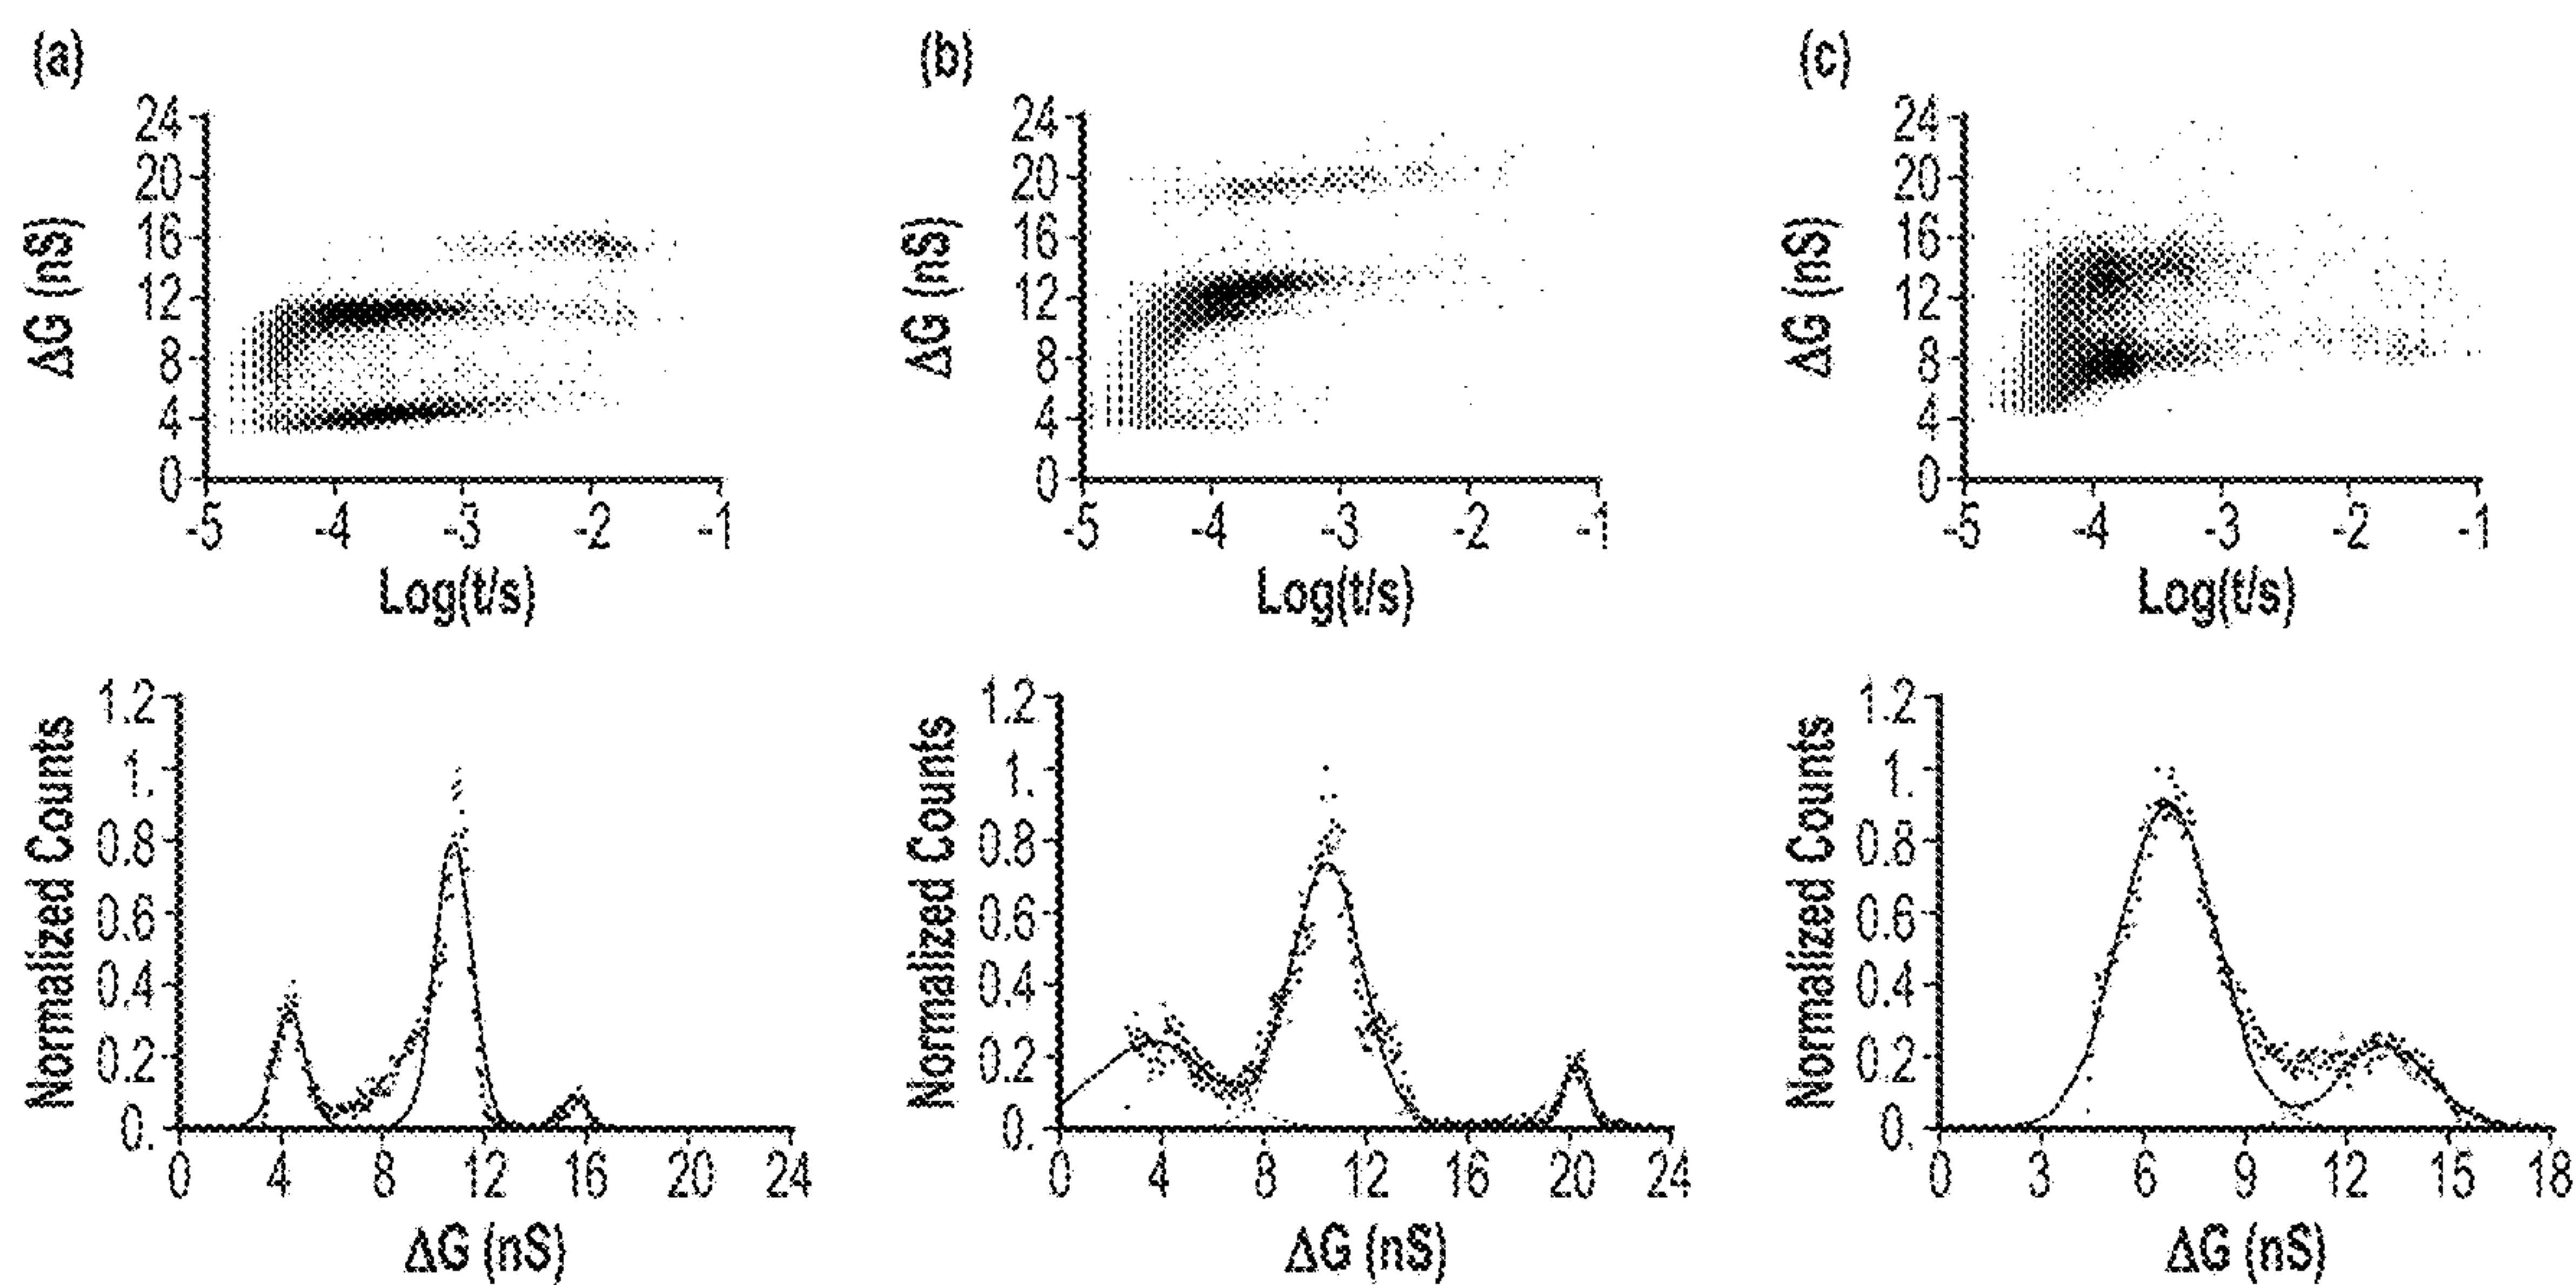 (a)
ΔG (nS)
24
20
16
12
8
4
0
-5 -4 -3 -2 -1
Log(t/s)
(b)
ΔG (nS)
24
20
16
12
8
4
0
-5 -4 -3 -2 -1
Log(t/s)
(c)
ΔG (nS)
24
20
16
12
8
4
0
-5 -4 -3 -2 -1
Log(t/s)
Normalized Counts
1.2
1.
0.8
0.6
0.4
0.2
0.
0 4 8 12 16 20 24
ΔG (nS)
Normalized Counts
1.2
1.
0.8
0.6
0.4
0.2
0.
0 4 8 12 16 20 24
ΔG (nS)
Normalized Counts
1.2
1.
0.8
0.6
0.4
0.2
0.
0 3 6 9 12 15 18
ΔG (nS)